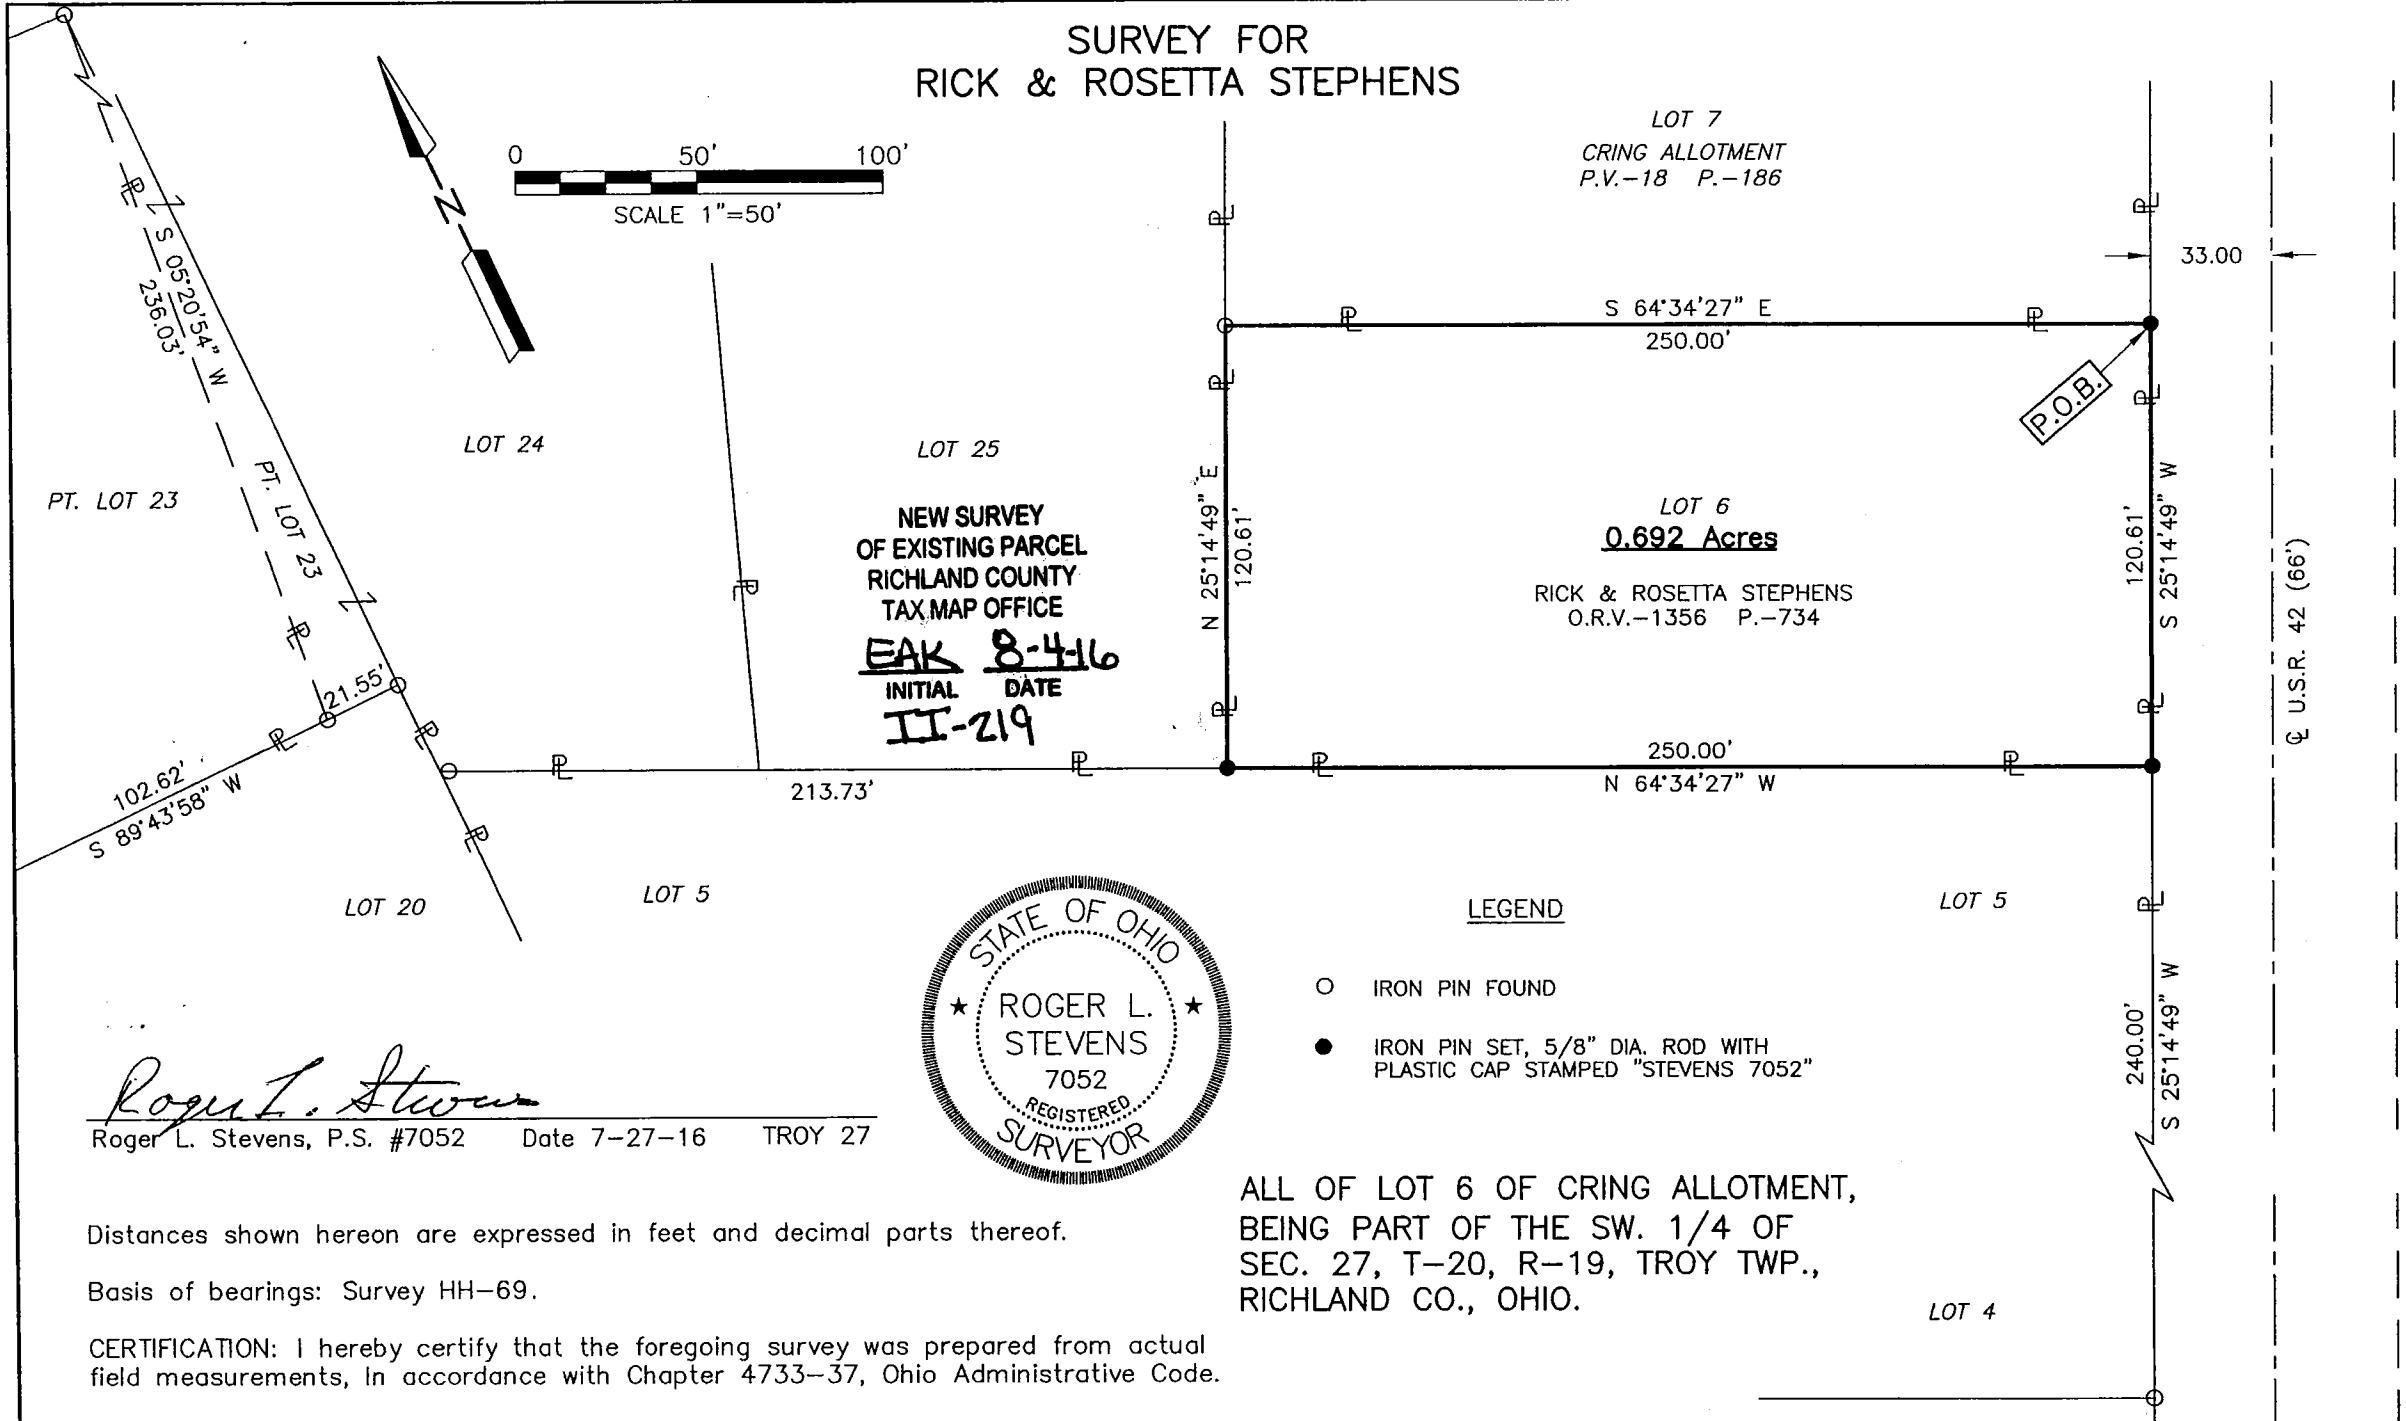 SURVEY FOR
RICK & ROSETTA STEPHENS
0 50' 100'
SCALE 1"=50'
N
LOT 7
CRING ALLOTMENT
P.V.-18 P.-186
33.00
S 05°20'54" W
236.03'
S 64°34'27" E
250.00'
P.O.B.
LOT 24
LOT 25
PT. LOT 23
PT. LOT 23
NEW SURVEY
OF EXISTING PARCEL
RICHLAND COUNTY
TAX MAP OFFICE
EAK 8-4-16
INITIAL DATE
II-219
N 25°14'49" E
120.61'
LOT 6
0.692 Acres
RICK & ROSETTA STEPHENS
O.R.V.-1356 P.-734
120.61'
S 25°14'49" W
℄ U.S.R. 42 (66')
21.55'
102.62'
S 89°43'58" W
213.73'
250.00'
N 64°34'27" W
LOT 20
LOT 5
LOT 5
STATE OF OHIO
ROGER L.
STEVENS
7052
REGISTERED
SURVEYOR
LEGEND
IRON PIN FOUND
IRON PIN SET, 5/8" DIA. ROD WITH
PLASTIC CAP STAMPED "STEVENS 7052"
240.00'
S 25°14'49" W
Roger L. Stevens
Roger L. Stevens, P.S. #7052 Date 7-27-16 TROY 27
Distances shown hereon are expressed in feet and decimal parts thereof.
Basis of bearings: Survey HH-69.
CERTIFICATION: I hereby certify that the foregoing survey was prepared from actual
field measurements, In accordance with Chapter 4733-37, Ohio Administrative Code.
ALL OF LOT 6 OF CRING ALLOTMENT,
BEING PART OF THE SW. 1/4 OF
SEC. 27, T-20, R-19, TROY TWP.,
RICHLAND CO., OHIO.
LOT 4